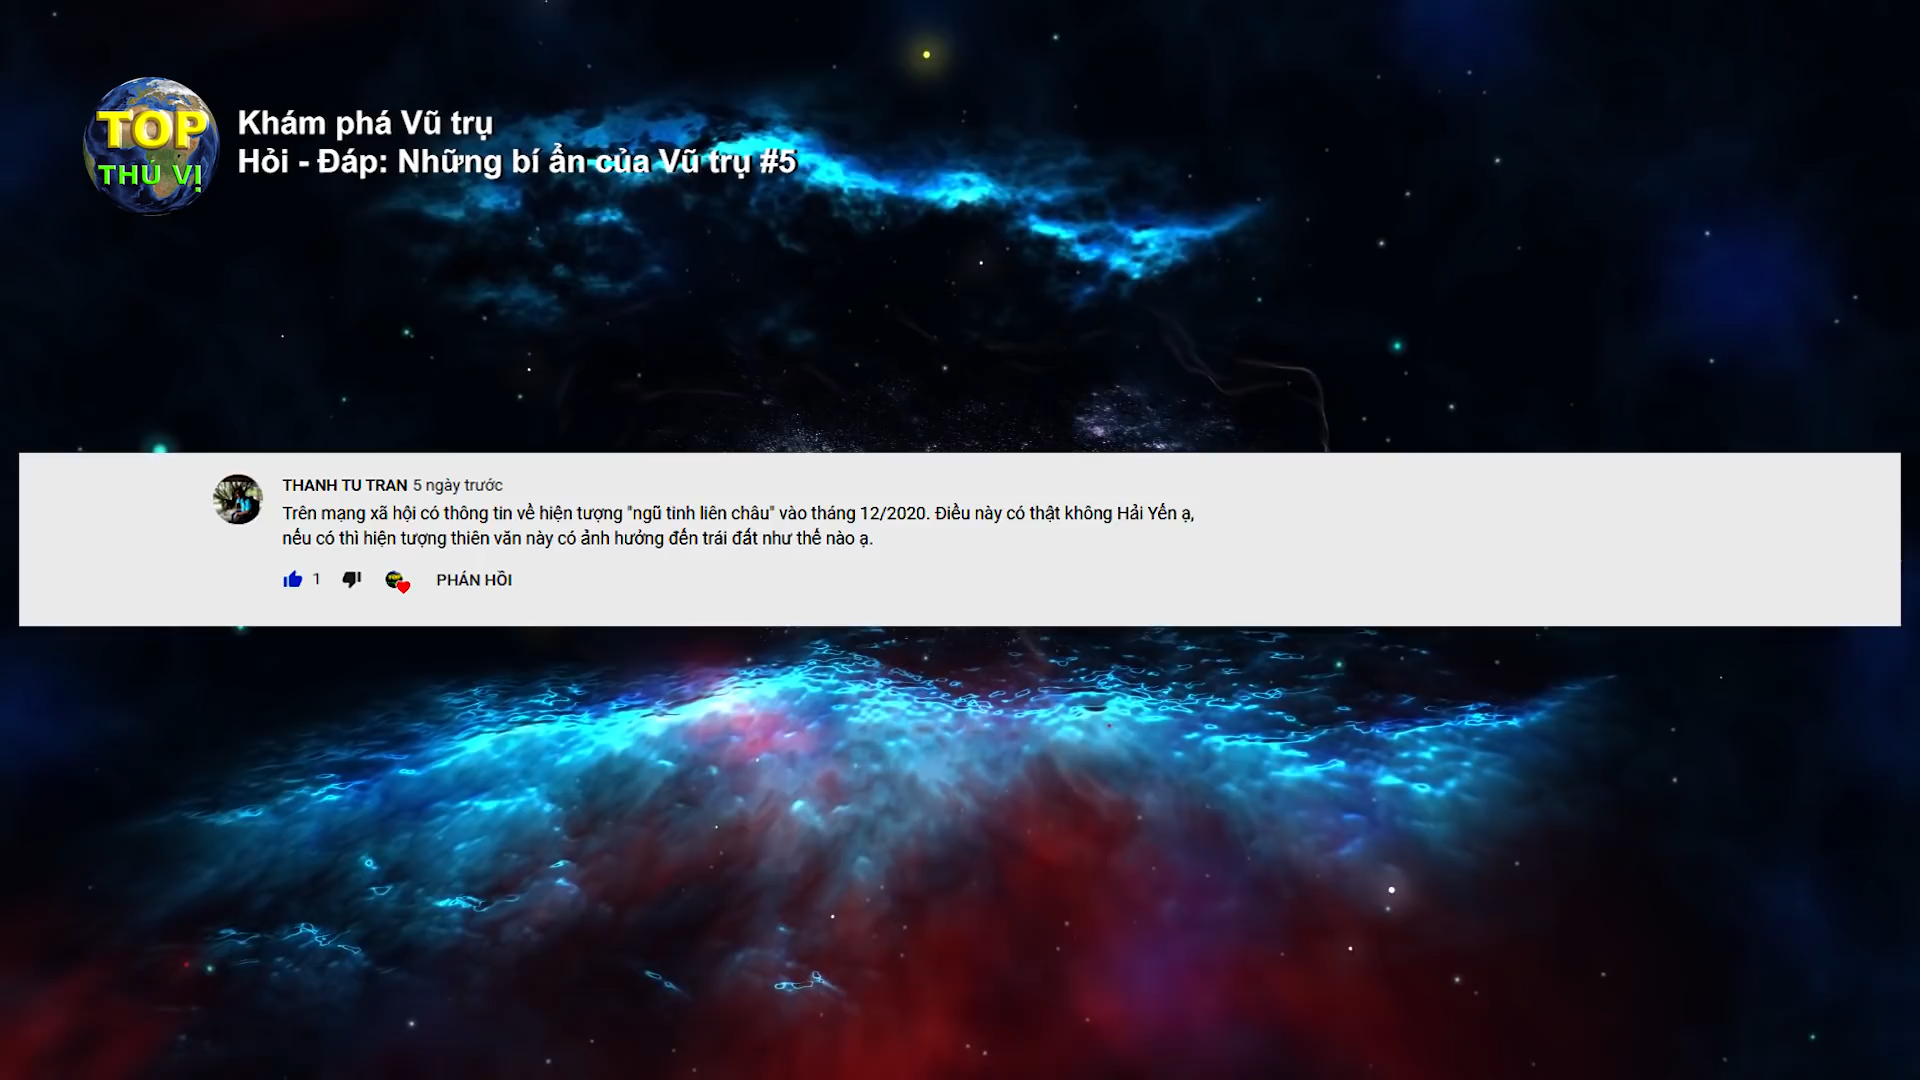 TOP
THÚ VỊ
Khám phá Vũ trụ
Hỏi - Đáp: Những bí ẩn của Vũ trụ #5
THANH TU TRAN 5 ngày trước
Trên mạng xã hội có thông tin về hiện tượng "ngũ tinh liên châu" vào tháng 12/2020. Điều này có thật không Hải Yến ạ,
nếu có thì hiện tượng thiên văn này có ảnh hưởng đến trái đất như thế nào ạ.
1 PHẢN HỒI